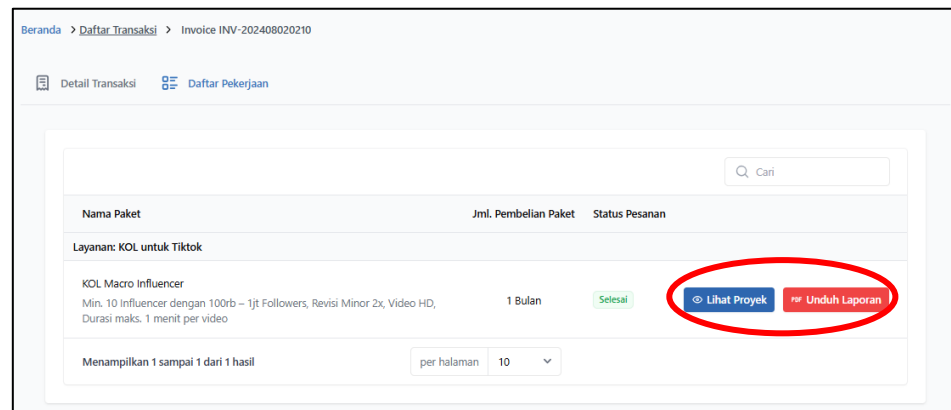 Beranda > Daftar Transaksi > Invoice INV-202408020210
Detail Transaksi Daftar Pekerjaan
Cari
Nama Paket Jml. Pembelian Paket Status Pesanan
Layanan: KOL untuk Tiktok
KOL Macro Influencer
Min. 10 Influencer dengan 100rb – 1jt Followers, Revisi Minor 2x, Video HD,
Durasi maks. 1 menit per video
1 Bulan Selesai Lihat Proyek PDF Unduh Laporan
Menampilkan 1 sampai 1 dari 1 hasil per halaman 10